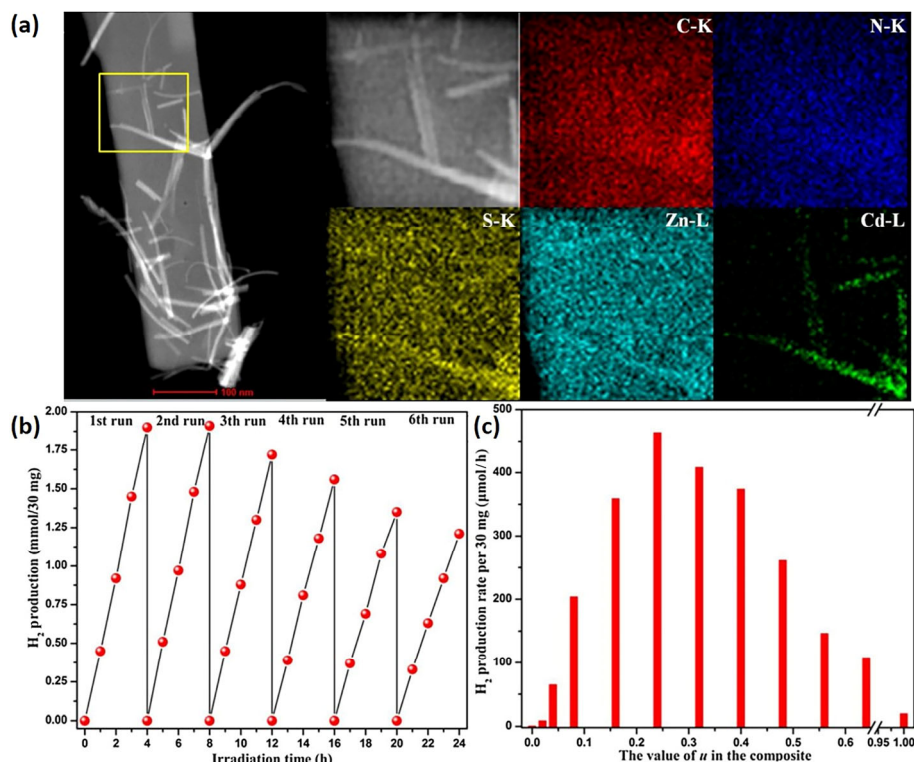 (a)
C-K
N-K
S-K
Zn-L
Cd-L
100 nm
(b)
1st run 2nd run 3th run 4th run 5th run 6th run
H2 production (mmol/30 mg)
2.00
1.75
1.50
1.25
1.00
0.75
0.50
0.25
0.00
0 2 4 6 8 10 12 14 16 18 20 22 24
Irradiation time (h)
(c)
H2 production rate per 30 mg (μmol/h)
500
450
400
300
200
100
0
0.0 0.1 0.2 0.3 0.4 0.5 0.6 0.95 1.00
The value of u in the composite